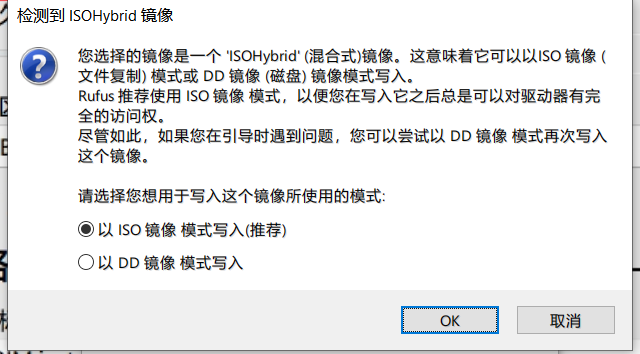 检测到 ISOHybrid 镜像
您选择的镜像是一个 'ISOHybrid' (混合式)镜像。这意味着它可以以ISO 镜像 (
文件复制) 模式或 DD 镜像 (磁盘) 镜像模式写入。
Rufus 推荐使用 ISO 镜像 模式，以便您在写入它之后总是可以对驱动器有完
全的访问权。
尽管如此，如果您在引导时遇到问题，您可以尝试以 DD 镜像 模式再次写入
这个镜像。
请选择您想用于写入这个镜像所使用的模式:
以 ISO 镜像 模式写入(推荐)
以 DD 镜像 模式写入
OK
取消